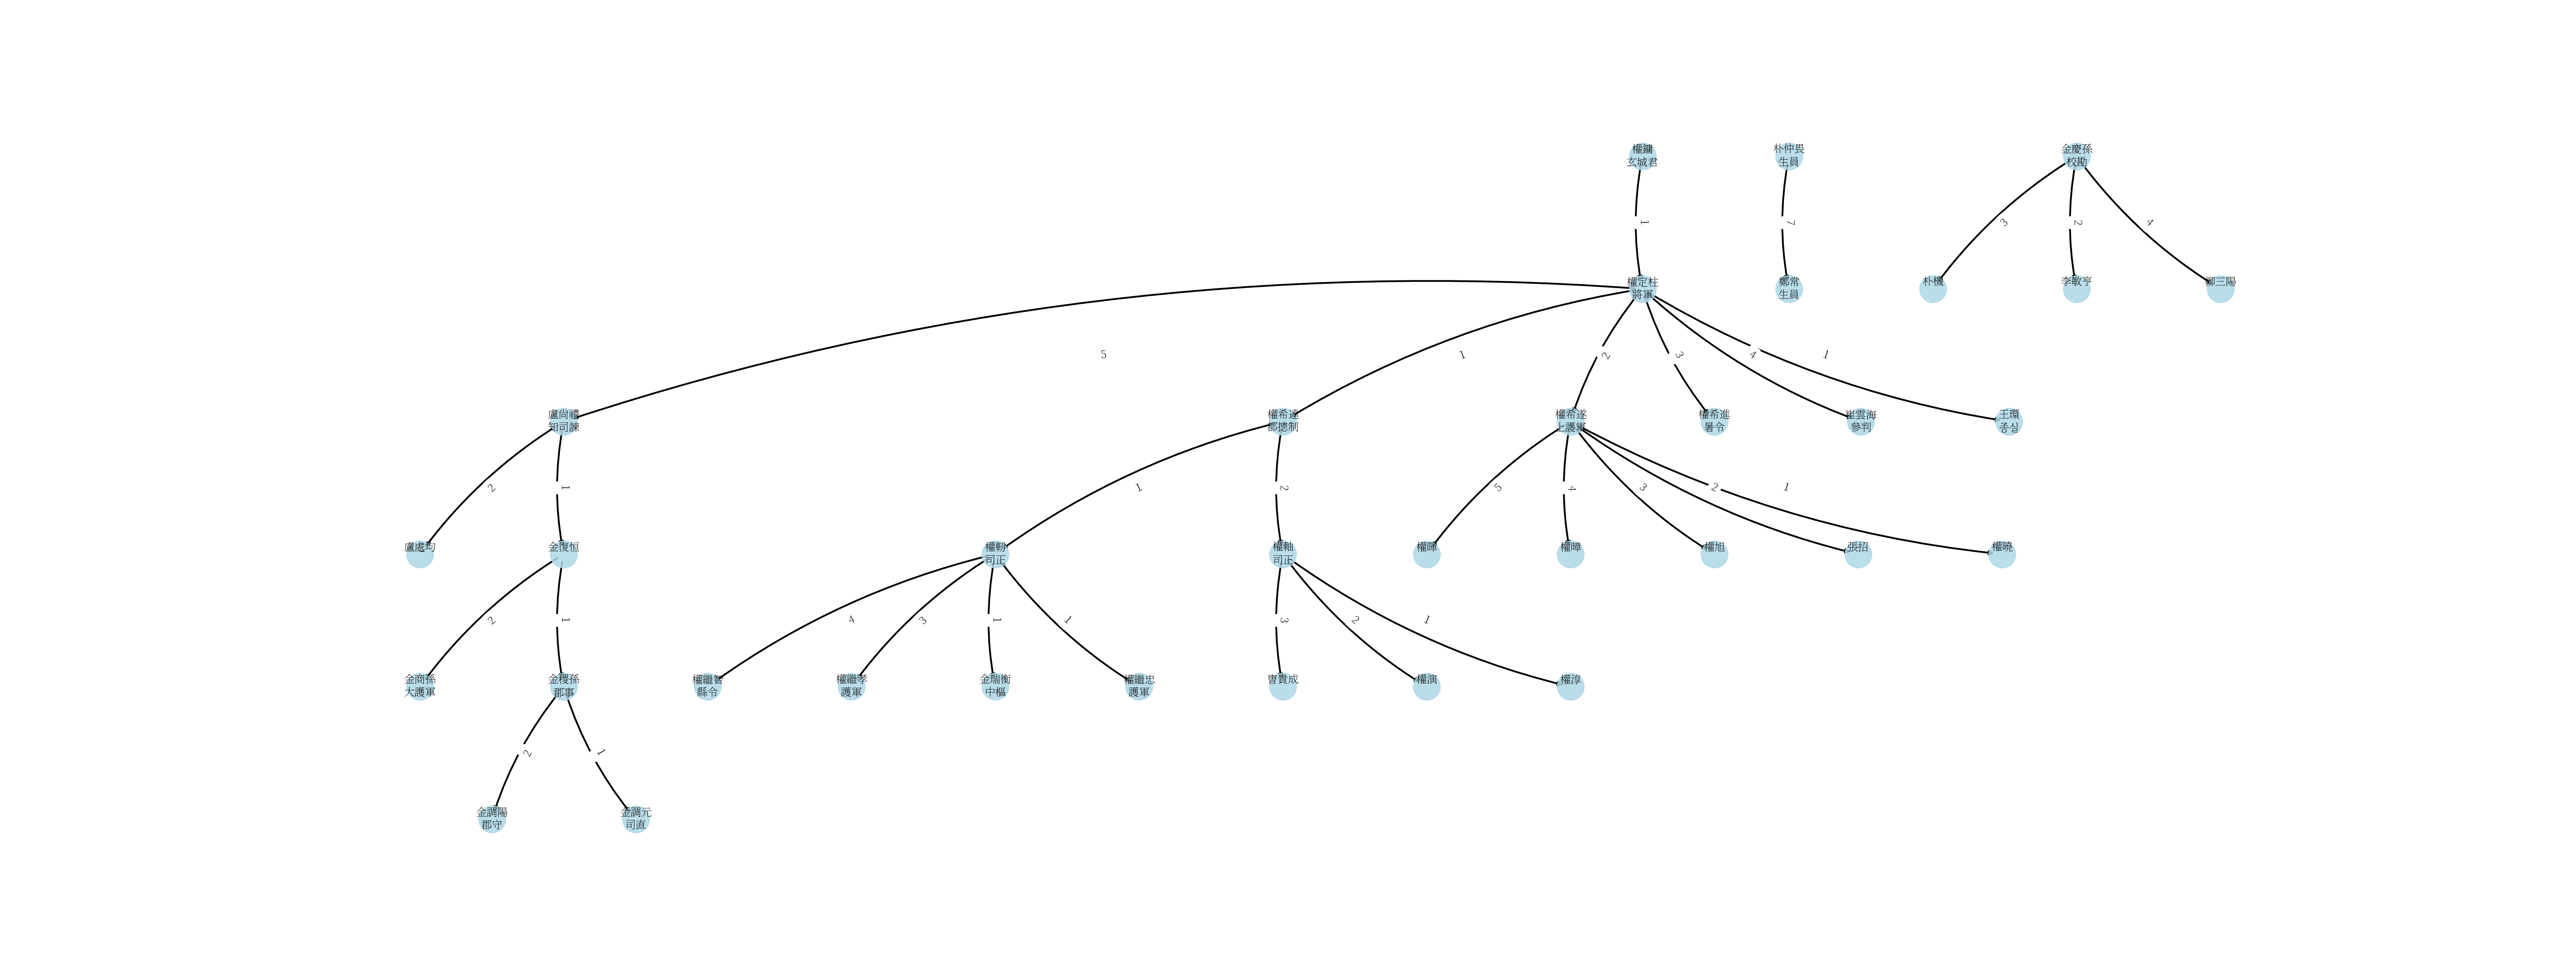 權鏞
玄城君
朴仲畏
生員
金慶孫
校勘
1
7
3
2
4
權定柱
將軍
鄭常
生員
朴機
李敏亨
柳三陽
5
1
2
3
4
1
盧尚禮
知司諫
權希達
都摠制
權希遂
上護軍
權希進
署令
崔雲海
參判
王環
종실
2
1
1
2
5
4
3
2
1
盧處均
金復恒
權軔
司正
權軸
司正
權暉
權暲
權旭
張招
權曉
2
1
4
3
1
1
3
2
1
金商孫
大護軍
金稷孫
郡事
權繼智
縣令
權繼孝
護軍
金瑞衡
中樞
權繼忠
護軍
曺貴成
權演
權淳
2
1
金調陽
郡守
金調元
司直